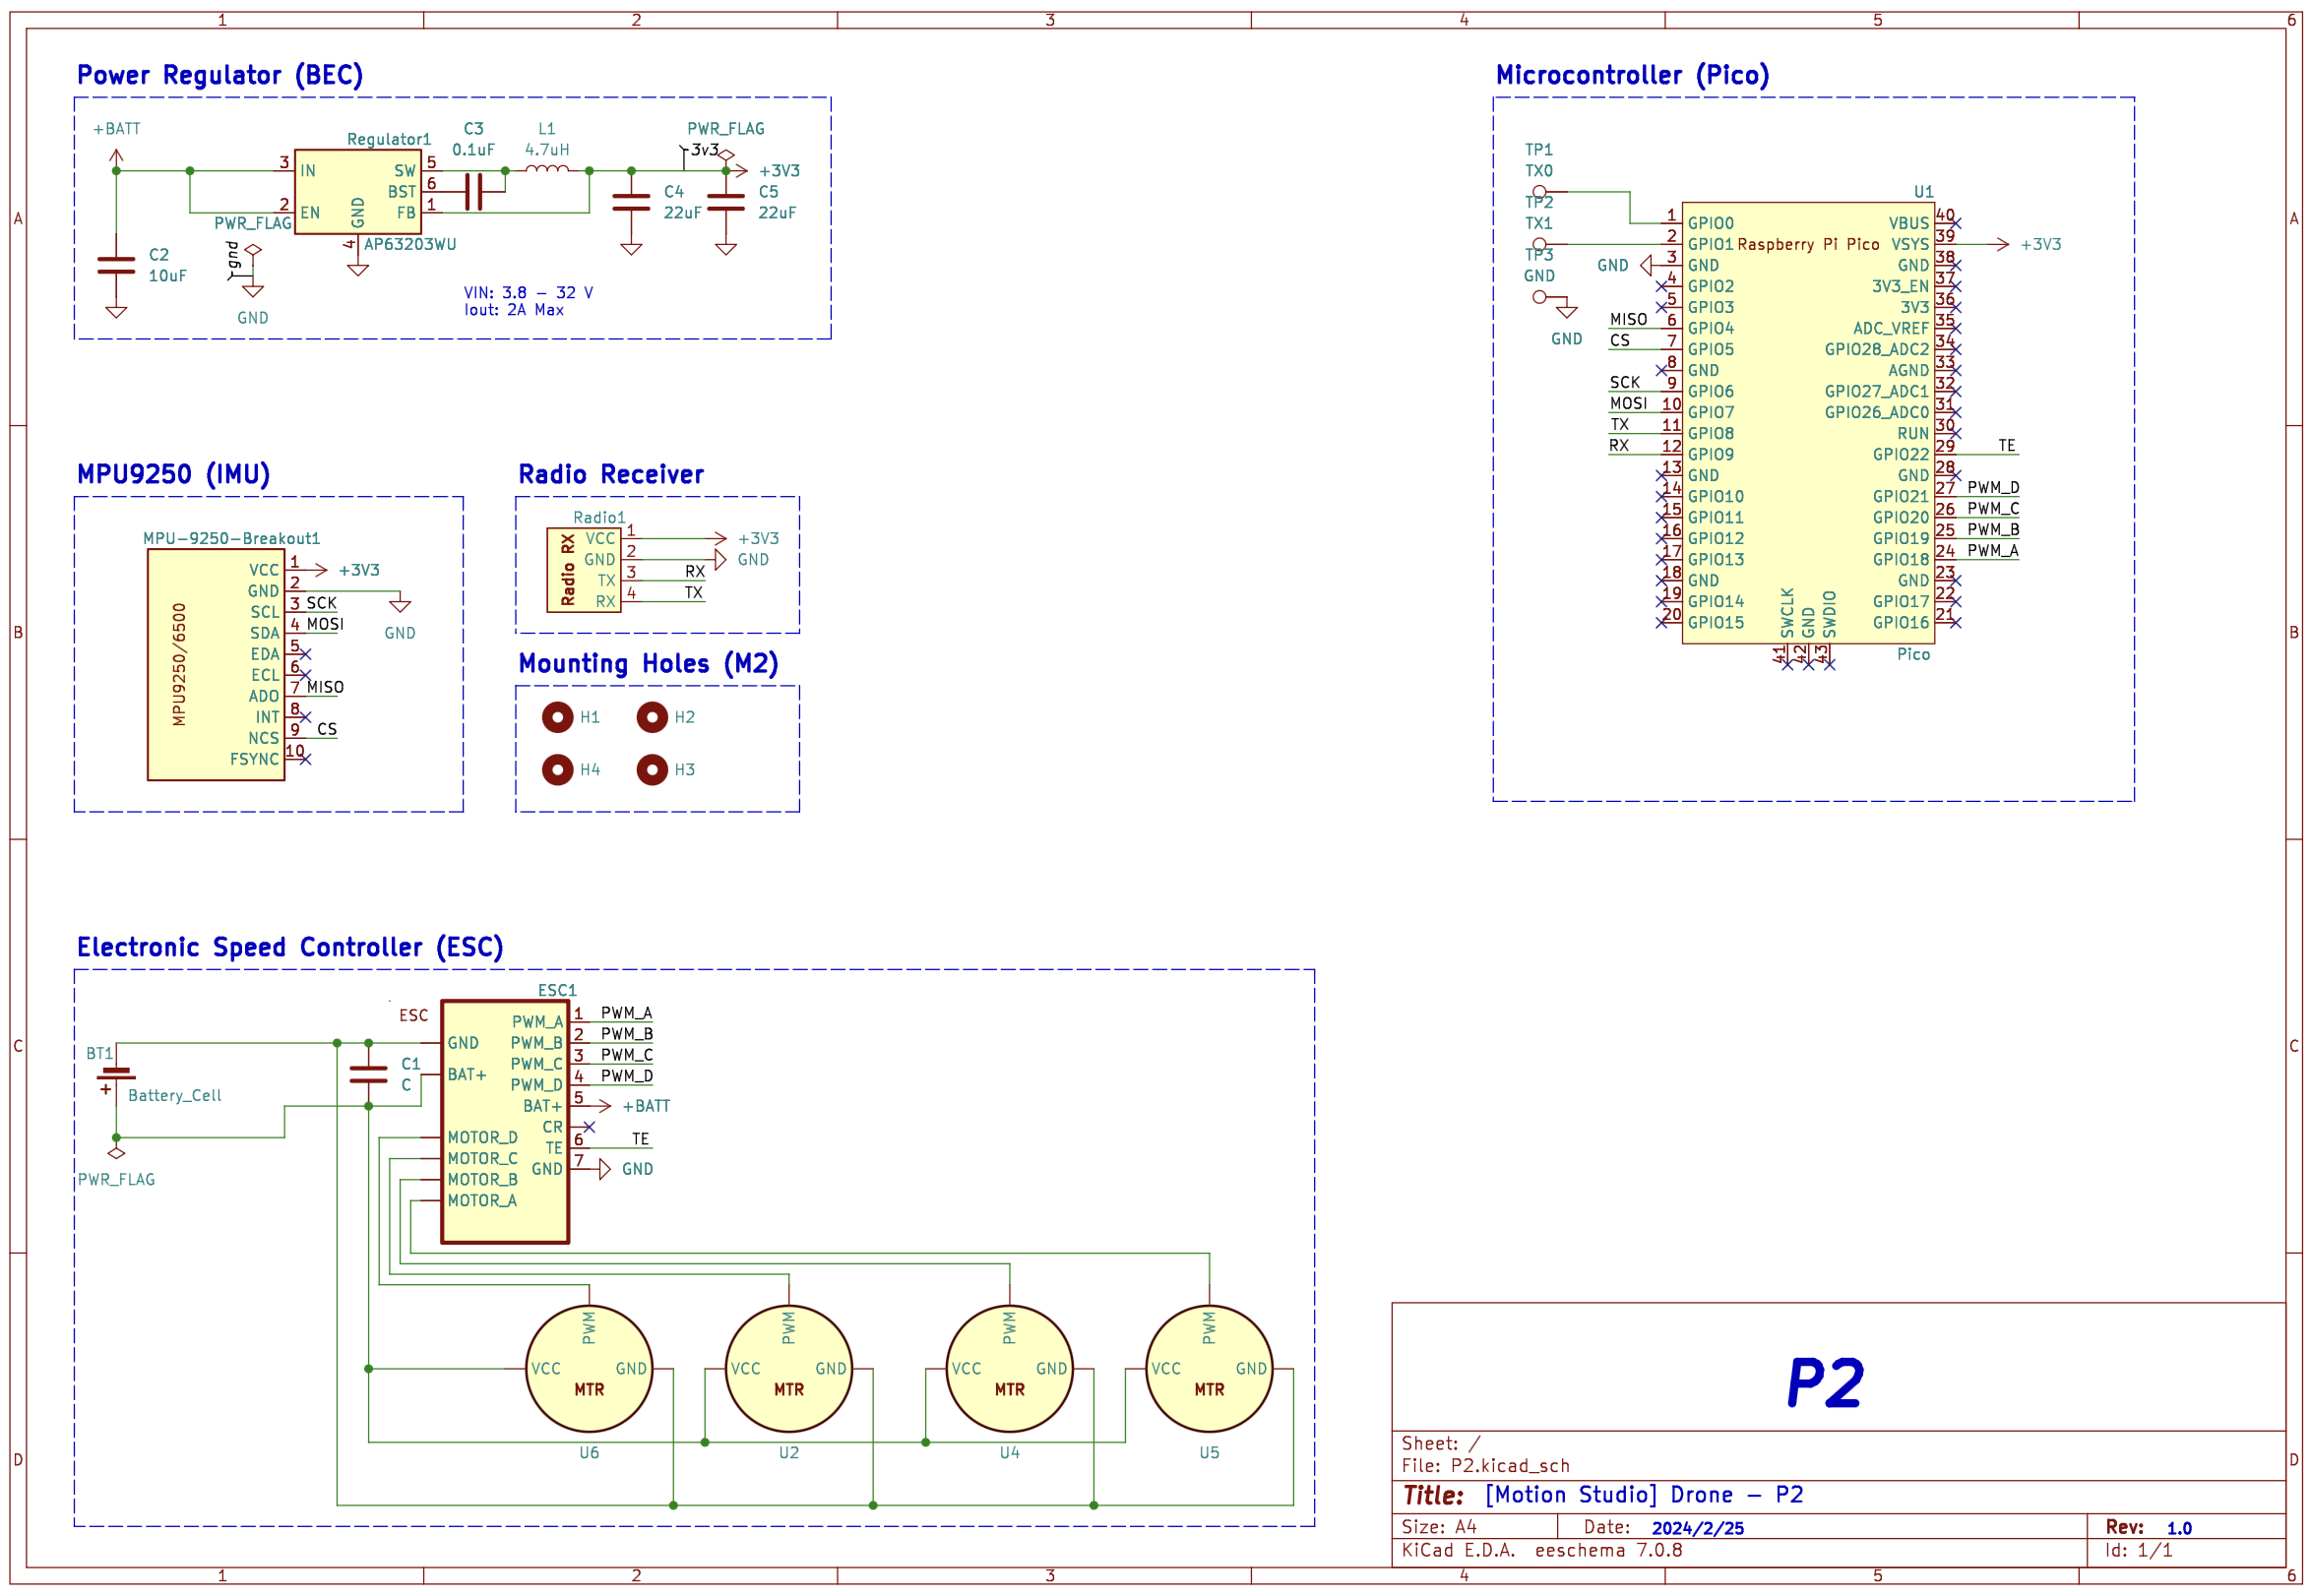 1 2 3 4 5 6
A
B
C
D
A
B
C
D
1 2 3 4 5 6
Power Regulator (BEC)
+BATT
C2
10uF
PWR_FLAG
gnd
GND
Regulator1
3 IN
2 EN
GND
4
SW 5
BST 6
FB 1
AP63203WU
C3
0.1uF
L1
4.7uH
PWR_FLAG
3v3
+3V3
C4
22uF
C5
22uF
VIN: 3.8 - 32 V
Iout: 2A Max
Microcontroller (Pico)
TP1
TX0
TP2
TX1
TP3
GND
GND
GND
U1
Raspberry Pi Pico
1 GPIO0
2 GPIO1
3 GND
4 GPIO2
5 GPIO3
MISO 6 GPIO4
CS 7 GPIO5
8 GND
SCK 9 GPIO6
MOSI 10 GPIO7
TX 11 GPIO8
RX 12 GPIO9
13 GND
14 GPIO10
15 GPIO11
16 GPIO12
17 GPIO13
18 GND
19 GPIO14
20 GPIO15
VBUS 40
VSYS 39 +3V3
GND 38
3V3_EN 37
3V3 36
ADC_VREF 35
GPIO28_ADC2 34
AGND 33
GPIO27_ADC1 32
GPIO26_ADC0 31
RUN 30
GPIO22 29 TE
GND 28
GPIO21 27 PWM_D
GPIO20 26 PWM_C
GPIO19 25 PWM_B
GPIO18 24 PWM_A
GND 23
GPIO17 22
GPIO16 21
SWCLK 41
GND 42
SWDIO 43
Pico
MPU9250 (IMU)
MPU-9250-Breakout1
MPU9250/6500
VCC 1 +3V3
GND 2
GND
SCL 3 SCK
SDA 4 MOSI
EDA 5
ECL 6
ADO 7 MISO
INT 8
NCS 9 CS
FSYNC 10
Radio Receiver
Radio1
Radio RX
VCC 1 +3V3
GND 2 GND
TX 3 RX
RX 4 TX
Mounting Holes (M2)
H1
H2
H4
H3
Electronic Speed Controller (ESC)
ESC1
ESC
BT1
Battery_Cell
+
PWR_FLAG
C1
C
GND
BAT+
MOTOR_D
MOTOR_C
MOTOR_B
MOTOR_A
PWM_A 1 PWM_A
PWM_B 2 PWM_B
PWM_C 3 PWM_C
PWM_D 4 PWM_D
BAT+ 5 +BATT
CR
TE 6 TE
GND 7 GND
PWM
VCC GND
MTR
U6
PWM
VCC GND
MTR
U2
PWM
VCC GND
MTR
U4
PWM
VCC GND
MTR
U5
P2
Sheet: /
File: P2.kicad_sch
Title: [Motion Studio] Drone - P2
Size: A4 Date: 2024/2/25 Rev: 1.0
KiCad E.D.A. eeschema 7.0.8 Id: 1/1